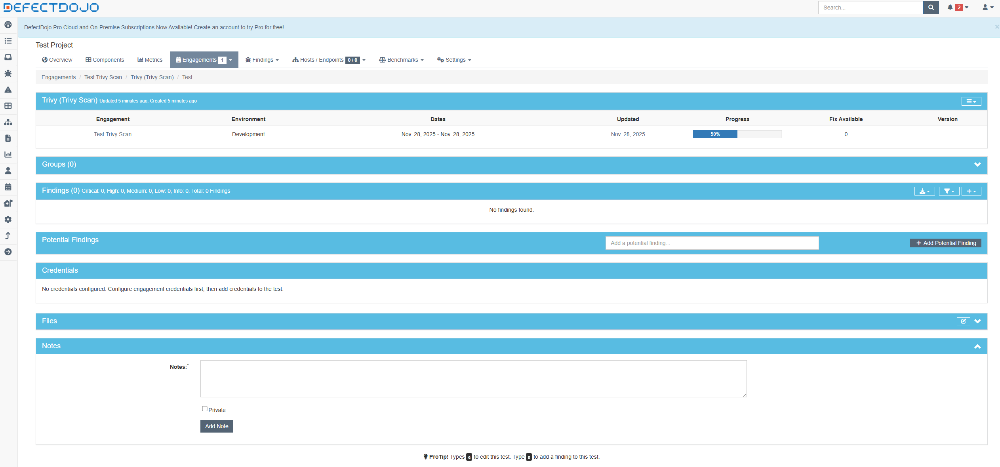 DEFECTDOJO
Search...
2
DefectDojo Pro Cloud and On-Premise Subscriptions Now Available! Create an account to try Pro for free!
×
Test Project
Overview Components Metrics Engagements 1 Findings Hosts / Endpoints 0 / 0 Benchmarks Settings
Engagements / Test Trivy Scan / Trivy (Trivy Scan) / Test
Trivy (Trivy Scan) Updated 5 minutes ago, Created 5 minutes ago
Engagement Environment Dates Updated Progress Fix Available Version
Test Trivy Scan Development Nov. 28, 2025 - Nov. 28, 2025 Nov. 28, 2025 50% 0
Groups (0)
Findings (0) Critical: 0, High: 0, Medium: 0, Low: 0, Info: 0, Total: 0 Findings
No findings found.
Potential Findings Add a potential finding... Add Potential Finding
Credentials
No credentials configured. Configure engagement credentials first, then add credentials to the test.
Files
Notes
Notes:*
Private
Add Note
ProTip! Types e to edit this test. Type a to add a finding to this test.